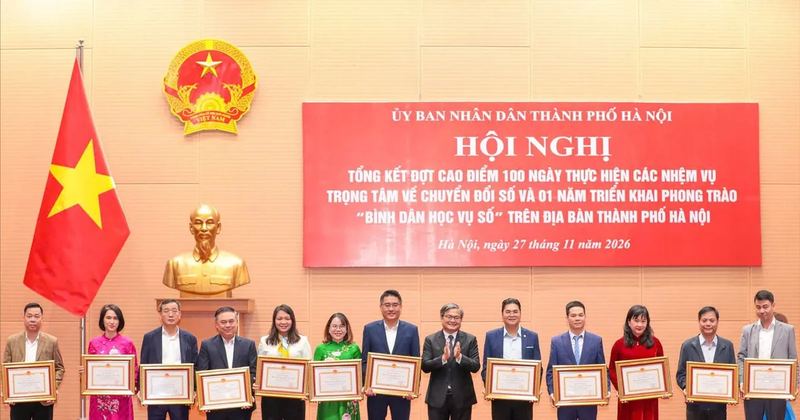 VIỆT NAM
ỦY BAN NHÂN DÂN THÀNH PHỐ HÀ NỘI
HỘI NGHỊ
TỔNG KẾT ĐỢT CAO ĐIỂM 100 NGÀY THỰC HIỆN CÁC NHIỆM VỤ
TRỌNG TÂM VỀ CHUYỂN ĐỔI SỐ VÀ 01 NĂM TRIỂN KHAI PHONG TRÀO
"BÌNH DÂN HỌC VỤ SỐ" TRÊN ĐỊA BÀN THÀNH PHỐ HÀ NỘI
Hà Nội, ngày 27 tháng 11 năm 2026